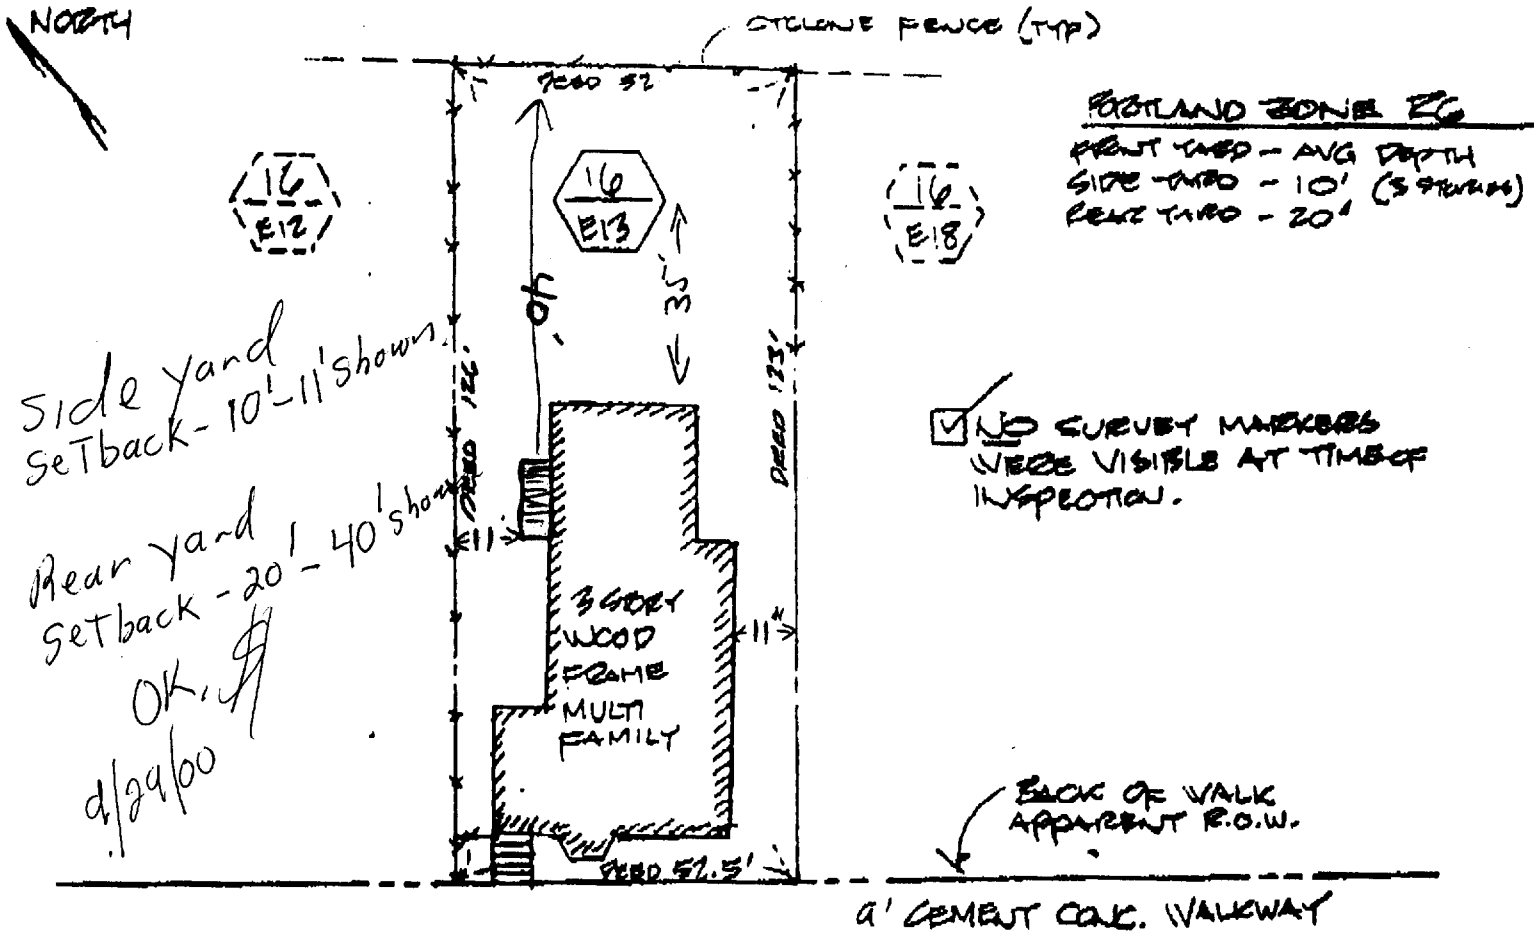 NORTH
CYCLONE FENCE (TYP)
DEED 52
PORTLAND ZONE R6
FRONT YARD - AVG DEPTH
SIDE YARD - 10' (3 STORIES)
REAR YARD - 20'
16
E12
16
E13
16
E18
40'
35'
Side yard
Setback - 10' - 11' shown
DEED 126'
DEED 123'
NO SURVEY MARKERS
WERE VISIBLE AT TIME OF
INSPECTION.
Rear yard
Setback - 20' - 40' shown
OK,
9/29/00
11'
11'
3 STORY
WOOD
FRAME
MULTI
FAMILY
BACK OF WALK
APPARENT R.O.W.
DEED 52.5'
9' CEMENT CONC. WALKWAY